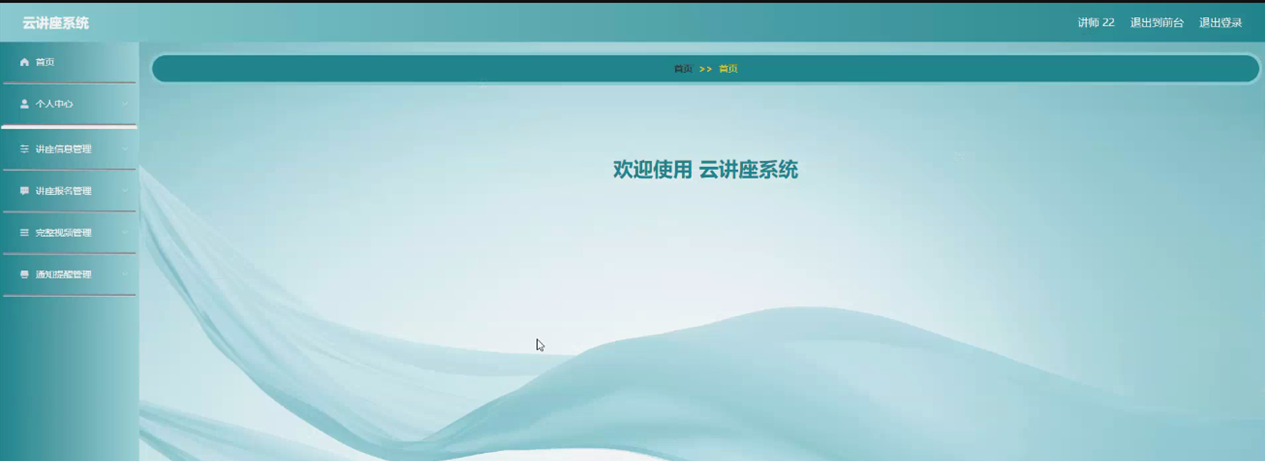 云讲座系统
讲师 22 退出到前台 退出登录
首页
个人中心
讲座信息管理
讲座报名管理
完整视频管理
通知提醒管理
首页 >> 首页
欢迎使用 云讲座系统